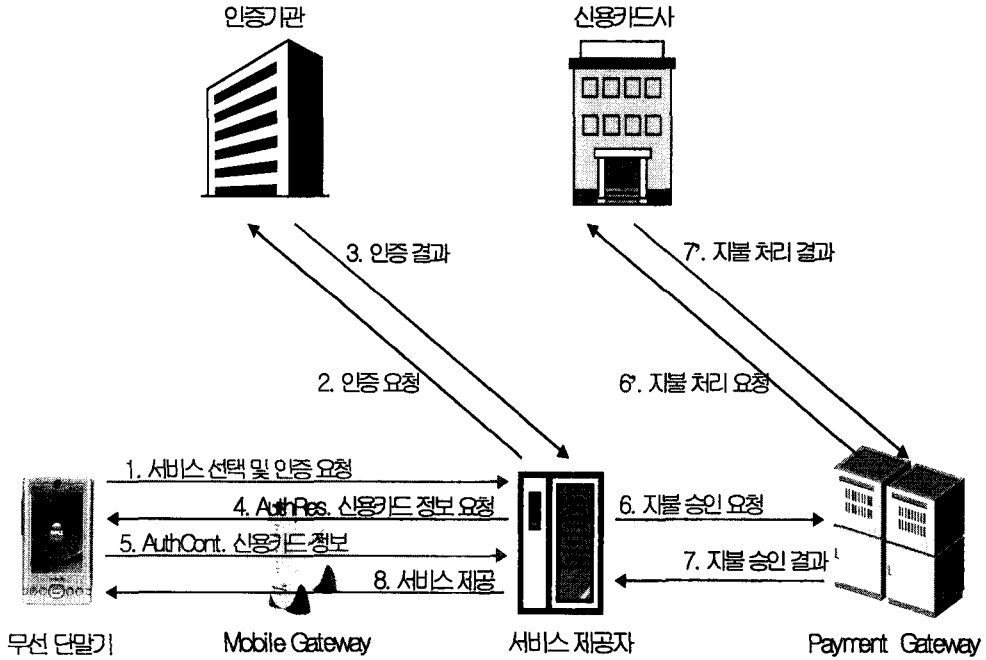 인증기관
신용카드사
3. 인증 결과
7'. 지불 처리 결과
2. 인증 요청
6'. 지불 처리 요청
1. 서비스 선택 및 인증 요청
4. AuthRes. 신용카드 정보 요청
6. 지불 승인 요청
5. AuthCont. 신용카드 정보
7. 지불 승인 결과
8. 서비스 제공
무선 단말기
Mobile Gateway
서비스 제공자
Payment Gateway